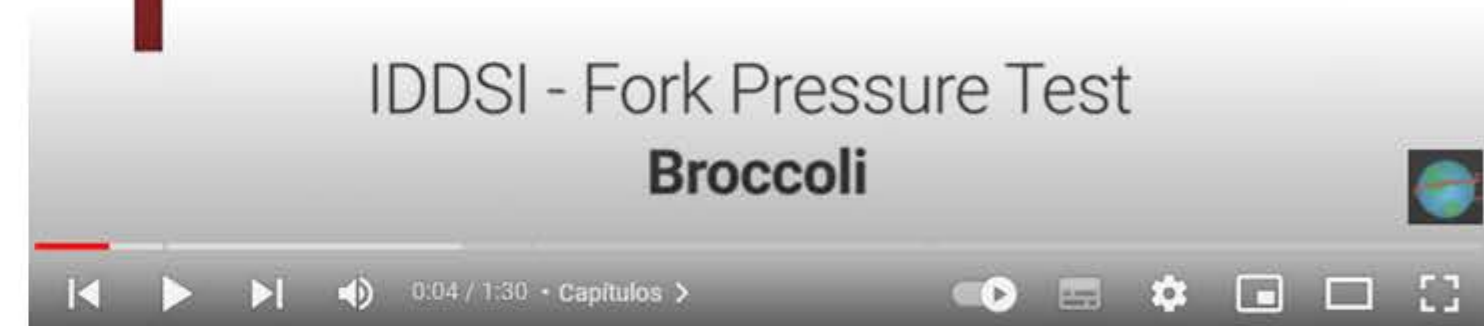 IDDSI - Fork Pressure Test
Broccoli
0:04 / 1:30 • Capítulos >